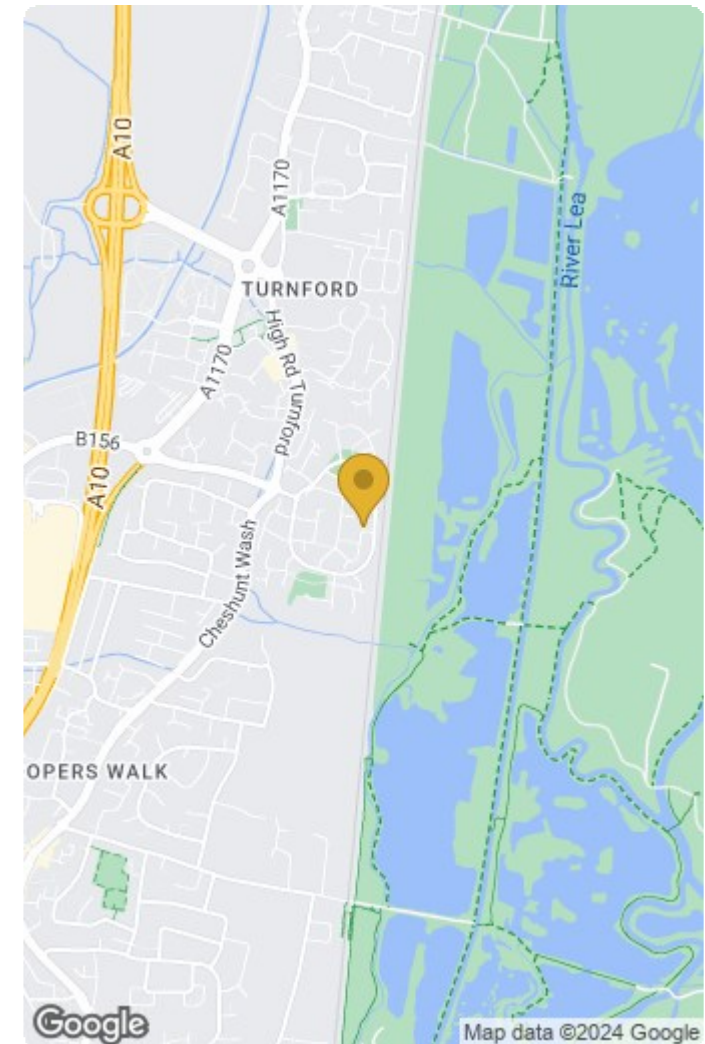 A10
A1170
River Lea
TURNFORD
High Rd Turnford
A1170
B156
A10
Cheshunt Wash
OPERS WALK
Google
Map data ©2024 Google